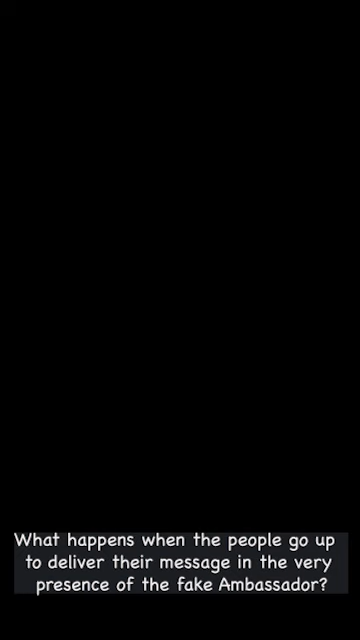 What happens when the people go up
to deliver their message in the very
presence of the fake Ambassador?